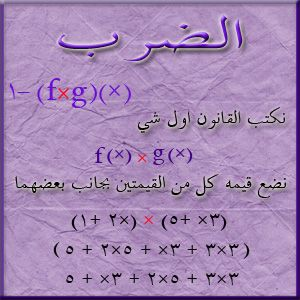 الضرب
١− (f×g)(×)
نكتب القانون اول شي
f (×) × g (×)
نضع قيمه كل من القيمتين بجانب بعضهما
(١+ ٢×) × (٥+ ٣×)
( ٥ + ٢×٥ + ٣× + ٣×٢× )
٥ + ٣× + ٢×٥ + ٣×٣